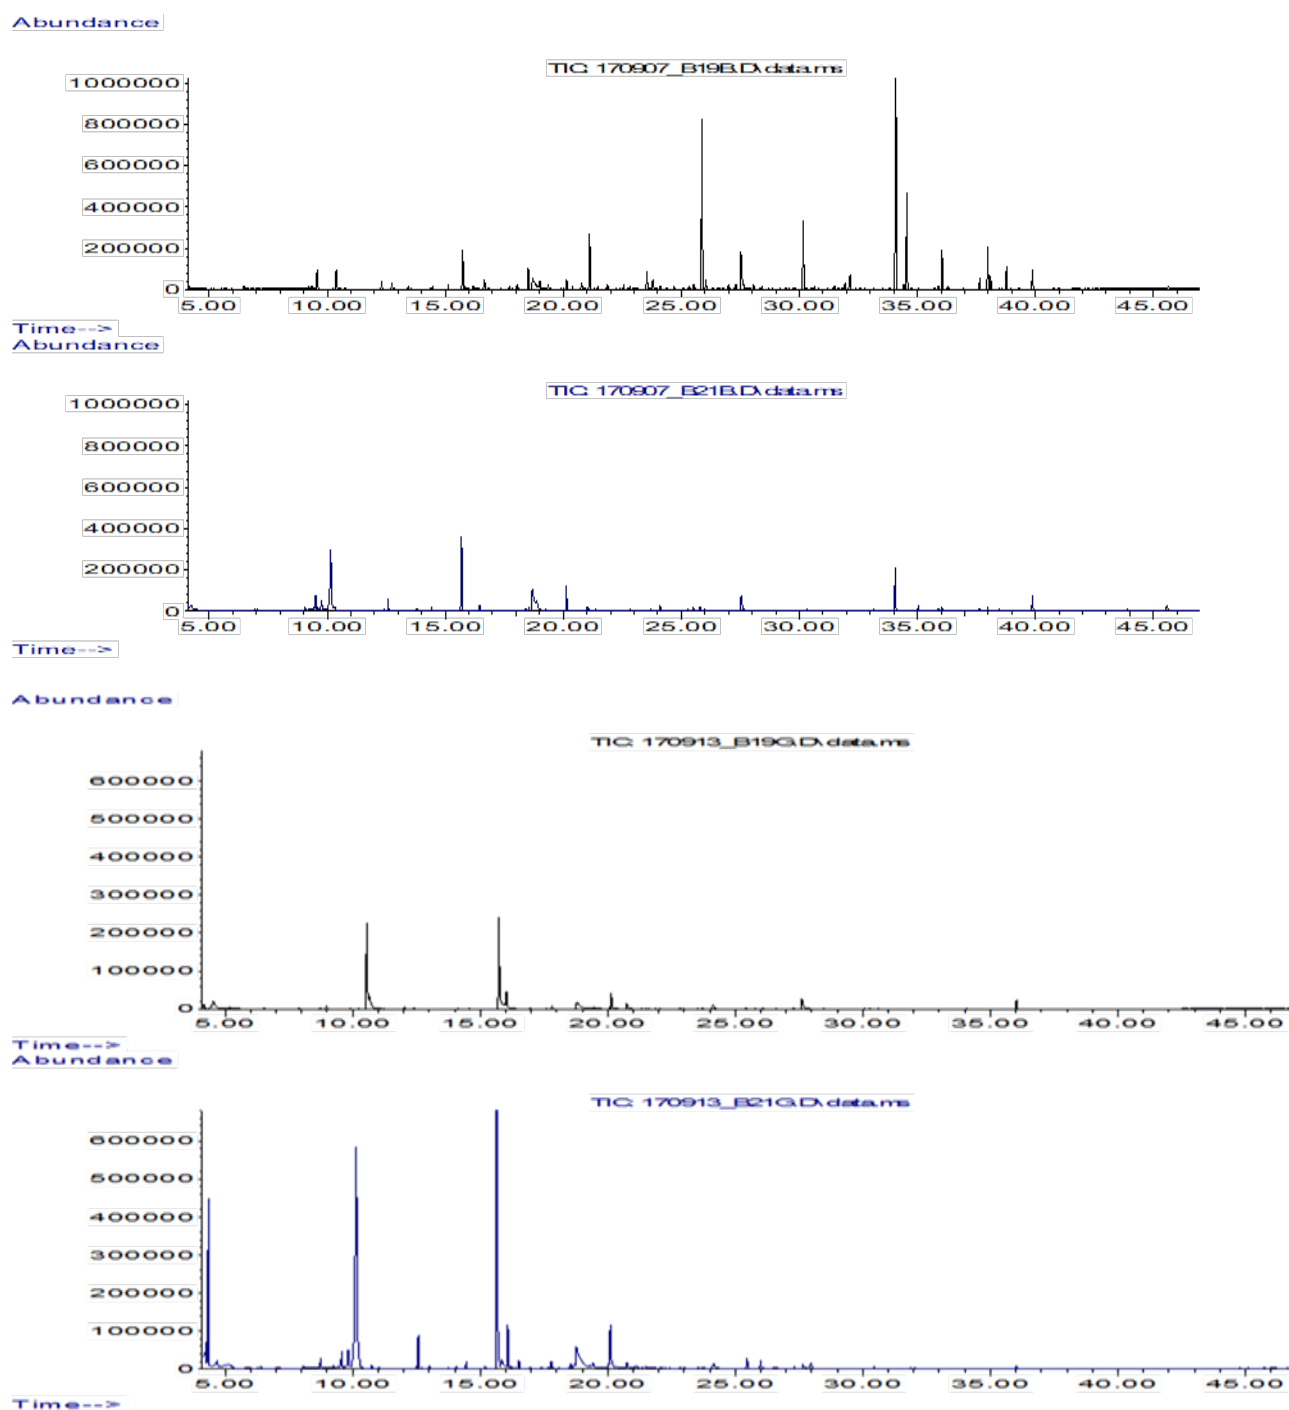 Abundance
TIC: 170907_B19B.D\data.ms
1000000
800000
600000
400000
200000
0
5.00 10.00 15.00 20.00 25.00 30.00 35.00 40.00 45.00
Time-->
Abundance
TIC: 170907_B21B.D\data.ms
1000000
800000
600000
400000
200000
0
5.00 10.00 15.00 20.00 25.00 30.00 35.00 40.00 45.00
Time-->
Abundance
TIC: 170913_B19G.D\data.ms
600000
500000
400000
300000
200000
100000
0
5.00 10.00 15.00 20.00 25.00 30.00 35.00 40.00 45.00
Time-->
Abundance
TIC: 170913_B21G.D\data.ms
600000
500000
400000
300000
200000
100000
0
5.00 10.00 15.00 20.00 25.00 30.00 35.00 40.00 45.00
Time-->